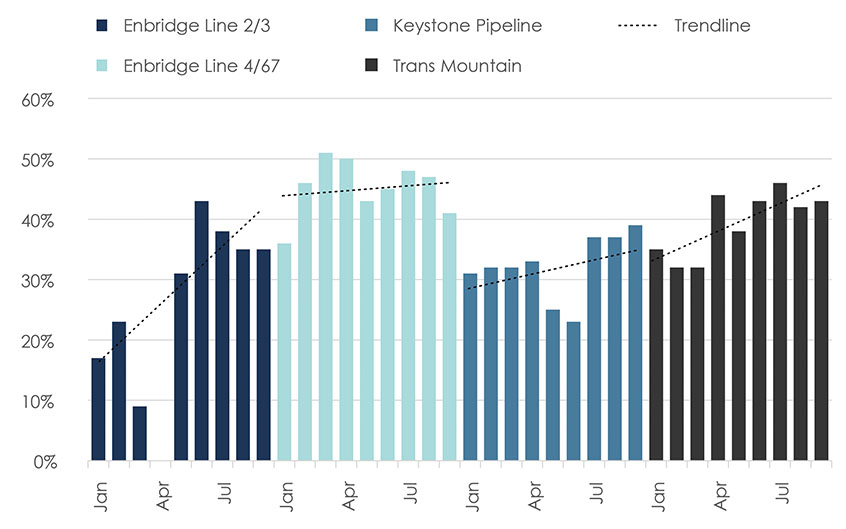 Enbridge Line 2/3 Keystone Pipeline Trendline
Enbridge Line 4/67 Trans Mountain
60%
50%
40%
30%
20%
10%
0%
Jan Apr Jul Jan Apr Jul Jan Apr Jul Jan Apr Jul